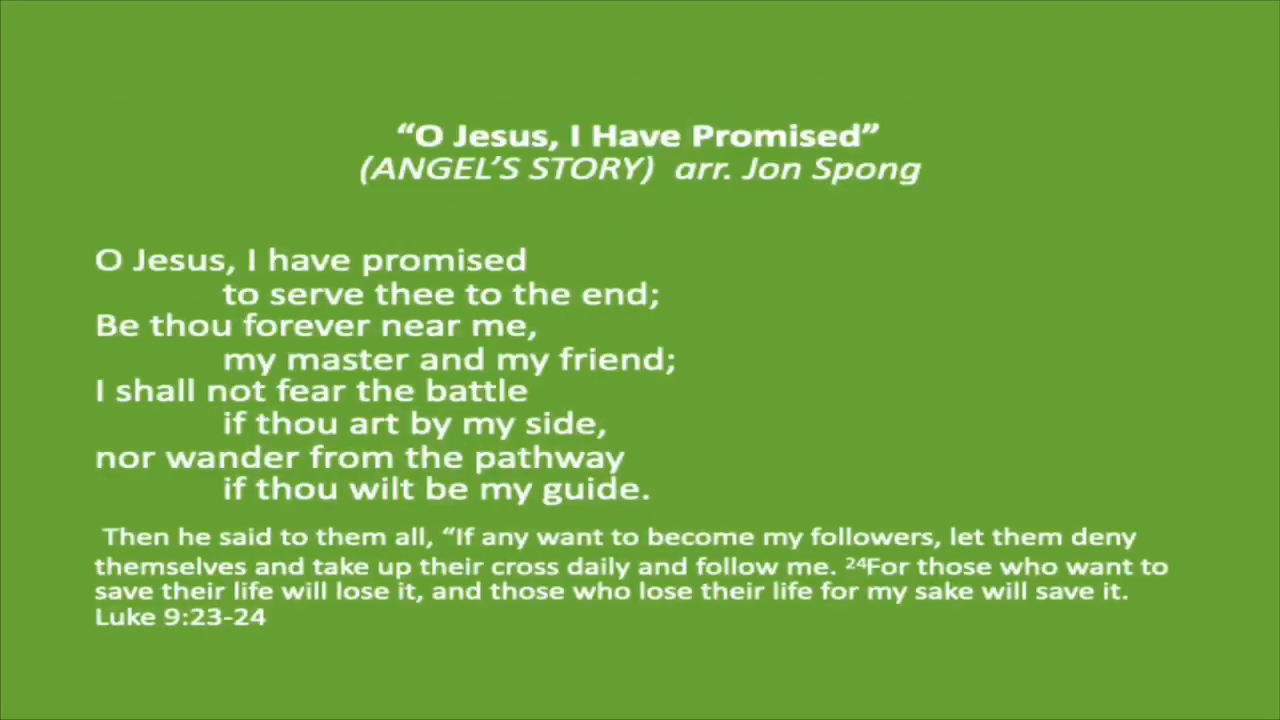 “O Jesus, I Have Promised”
(ANGEL’S STORY) arr. Jon Spong
O Jesus, I have promised
to serve thee to the end;
Be thou forever near me,
my master and my friend;
I shall not fear the battle
if thou art by my side,
nor wander from the pathway
if thou wilt be my guide.
Then he said to them all, “If any want to become my followers, let them deny
themselves and take up their cross daily and follow me. ²⁴For those who want to
save their life will lose it, and those who lose their life for my sake will save it.
Luke 9:23-24